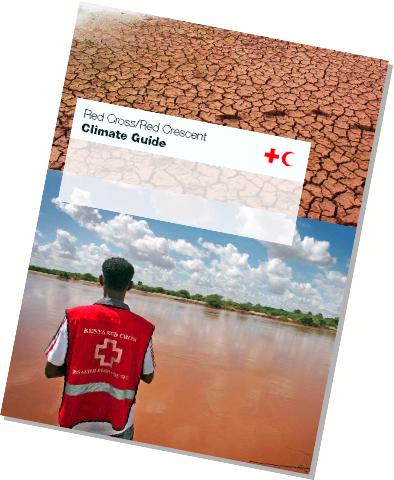 Red Cross/Red Crescent
Climate Guide
KENYA RED CROSS